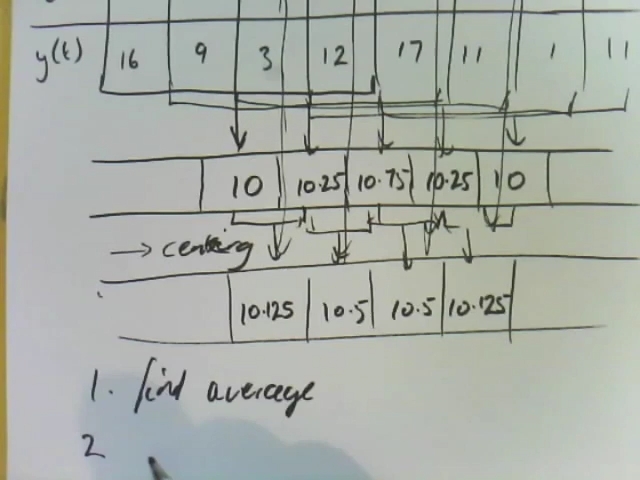 y(t) 16 9 3 12 17 11 1 11
10 10.25 10.75 10.25 10
→ centring
10.125 10.5 10.5 10.125
1. find average
2